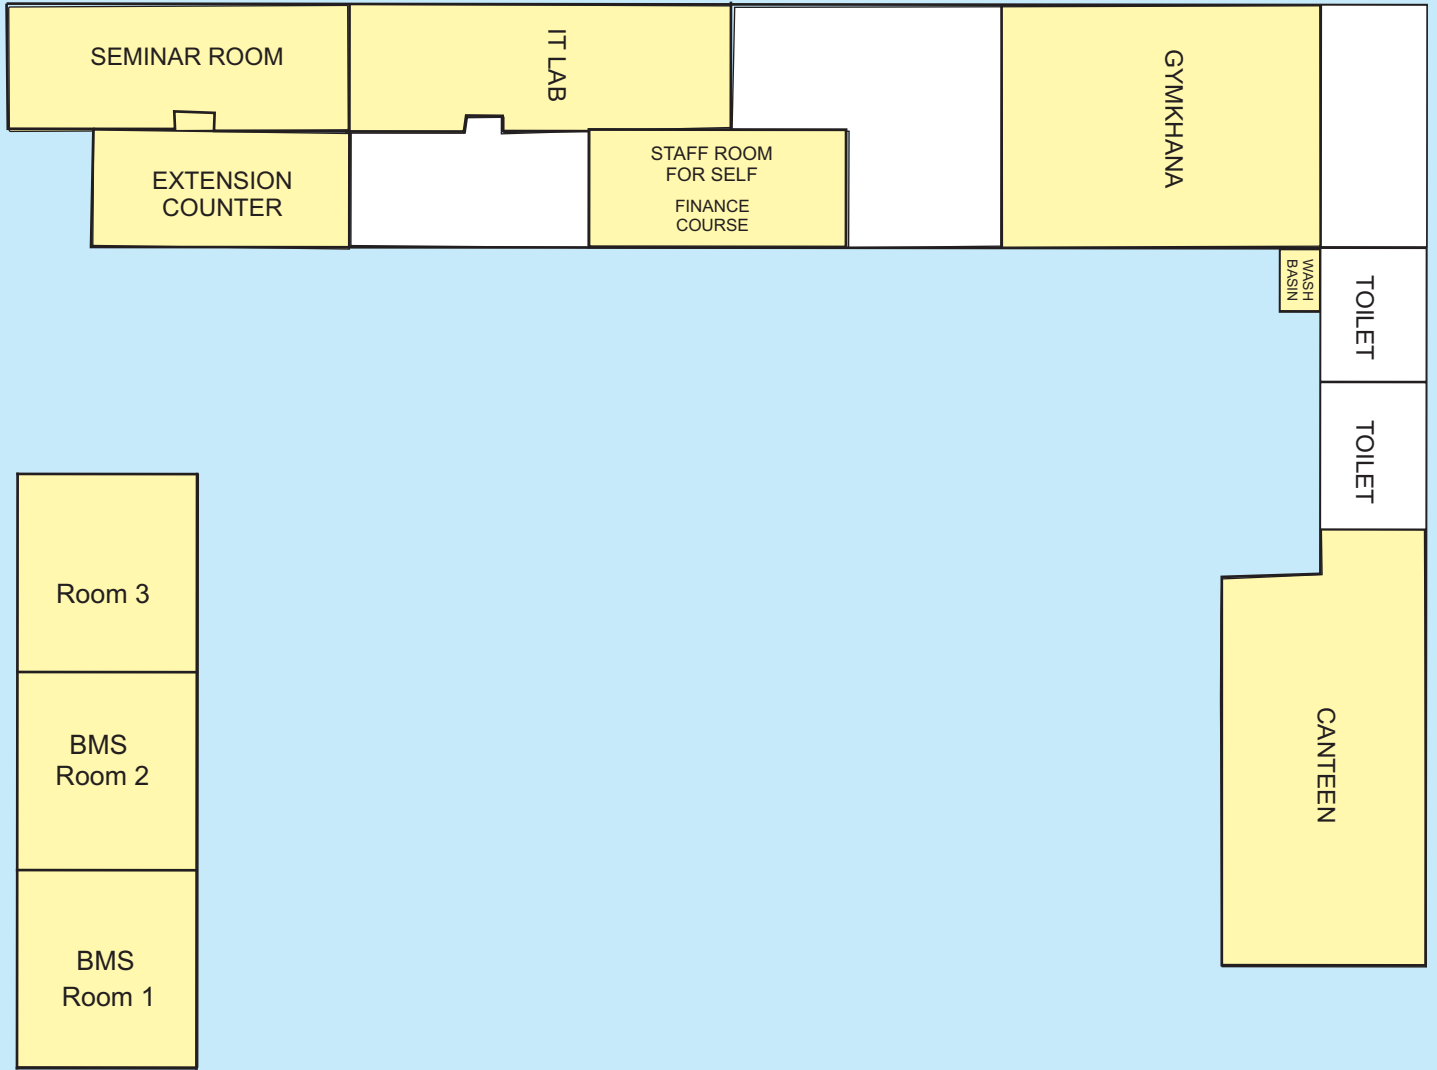 SEMINAR ROOM
IT LAB
GYMKHANA
EXTENSION
COUNTER
STAFF ROOM
FOR SELF
FINANCE
COURSE
WASH
BASIN
TOILET
TOILET
Room 3
BMS
Room 2
CANTEEN
BMS
Room 1